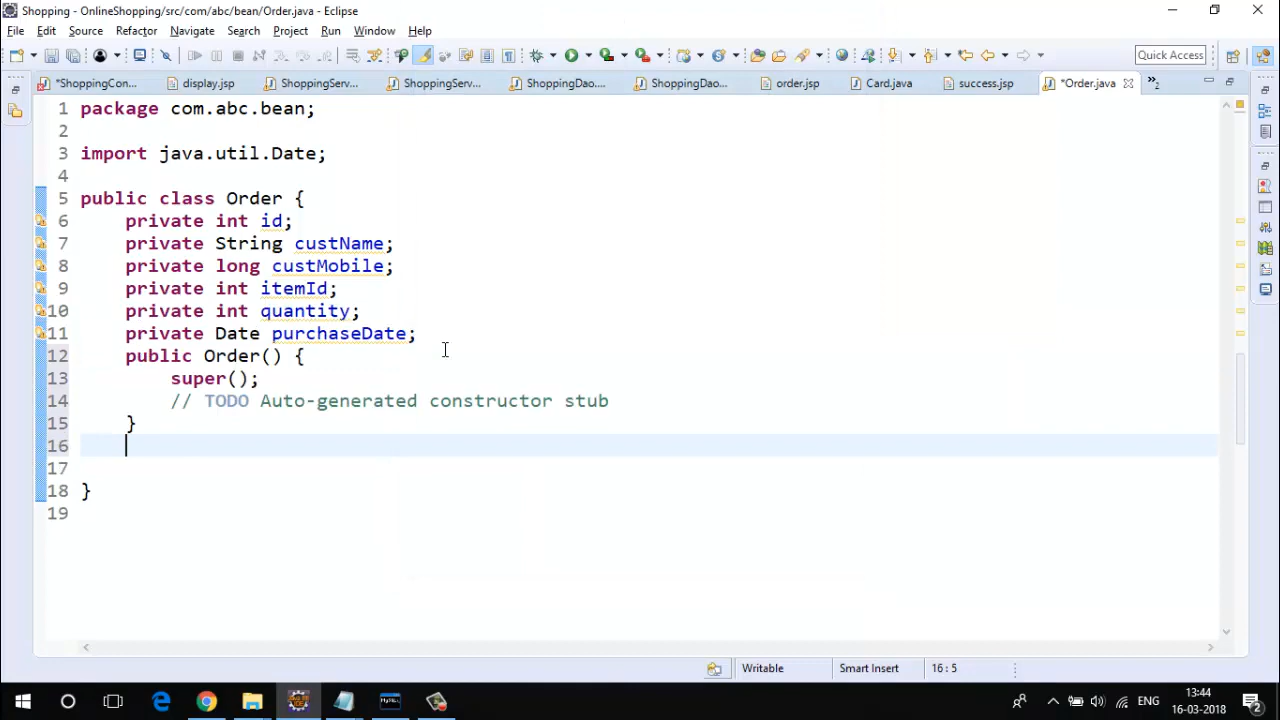 Shopping - OnlineShopping/src/com/abc/bean/Order.java - Eclipse
File Edit Source Refactor Navigate Search Project Run Window Help
Quick Access
*ShoppingCon... display.jsp ShoppingServ... ShoppingServ... ShoppingDao.... ShoppingDao... order.jsp Card.java success.jsp *Order.java »2
1 package com.abc.bean;
2
3 import java.util.Date;
4
5 public class Order {
6 private int id;
7 private String custName;
8 private long custMobile;
9 private int itemId;
10 private int quantity;
11 private Date purchaseDate;
12 public Order() {
13 super();
14 // TODO Auto-generated constructor stub
15 }
16
17
18 }
19
Writable Smart Insert 16 : 5
ENG 13:44
16-03-2018 2